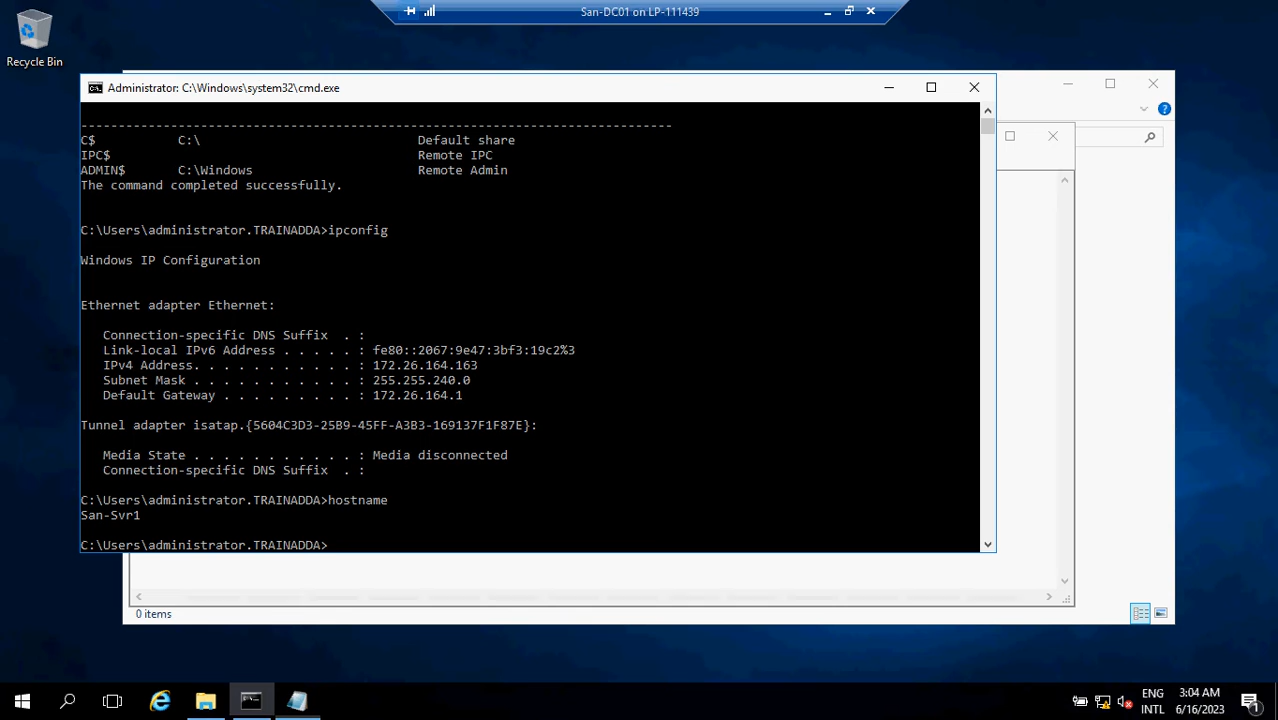 San-DC01 on LP-111439
Recycle Bin
Administrator: C:\Windows\system32\cmd.exe
-------------------------------------------------------------------------------
C$           C:\                             Default share
IPC$                                         Remote IPC
ADMIN$       C:\Windows                      Remote Admin
The command completed successfully.
C:\Users\administrator.TRAINADDA>ipconfig
Windows IP Configuration
Ethernet adapter Ethernet:
   Connection-specific DNS Suffix  . :
   Link-local IPv6 Address . . . . . : fe80::2067:9e47:3bf3:19c2%3
   IPv4 Address. . . . . . . . . . . : 172.26.164.163
   Subnet Mask . . . . . . . . . . . : 255.255.240.0
   Default Gateway . . . . . . . . . : 172.26.164.1
Tunnel adapter isatap.{5604C3D3-25B9-45FF-A3B3-169137F1F87E}:
   Media State . . . . . . . . . . . : Media disconnected
   Connection-specific DNS Suffix  . :
C:\Users\administrator.TRAINADDA>hostname
San-Svr1
C:\Users\administrator.TRAINADDA>
0 items
ENG
INTL
3:04 AM
6/16/2023
1